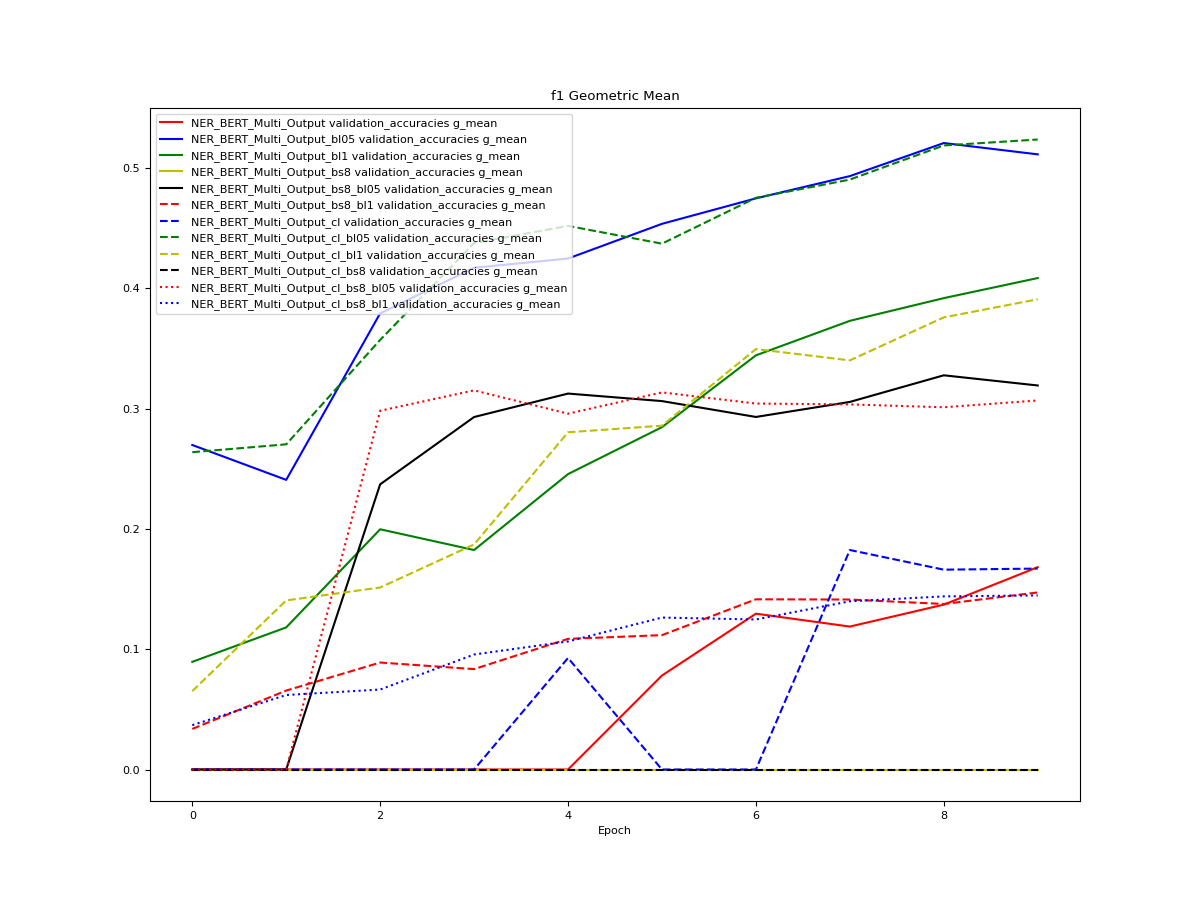 f1 Geometric Mean
NER_BERT_Multi_Output validation_accuracies g_mean
NER_BERT_Multi_Output_bl05 validation_accuracies g_mean
NER_BERT_Multi_Output_bl1 validation_accuracies g_mean
NER_BERT_Multi_Output_bs8 validation_accuracies g_mean
NER_BERT_Multi_Output_bs8_bl05 validation_accuracies g_mean
NER_BERT_Multi_Output_bs8_bl1 validation_accuracies g_mean
NER_BERT_Multi_Output_cl validation_accuracies g_mean
NER_BERT_Multi_Output_cl_bl05 validation_accuracies g_mean
NER_BERT_Multi_Output_cl_bl1 validation_accuracies g_mean
NER_BERT_Multi_Output_cl_bs8 validation_accuracies g_mean
NER_BERT_Multi_Output_cl_bs8_bl05 validation_accuracies g_mean
NER_BERT_Multi_Output_cl_bs8_bl1 validation_accuracies g_mean
0.5
0.4
0.3
0.2
0.1
0.0
0 2 4 6 8
Epoch